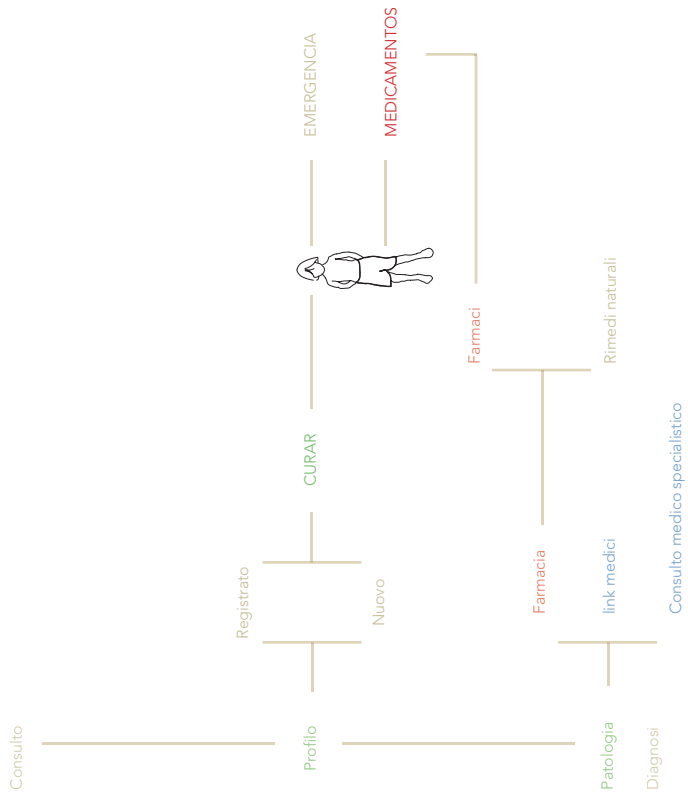 Consulto
Registrato
Profilo
CURAR
EMERGENCIA
Nuovo
MEDICAMENTOS
Farmaci
Farmacia
Patologia
link medici
Rimedi naturali
Diagnosi
Consulto medico specialistico